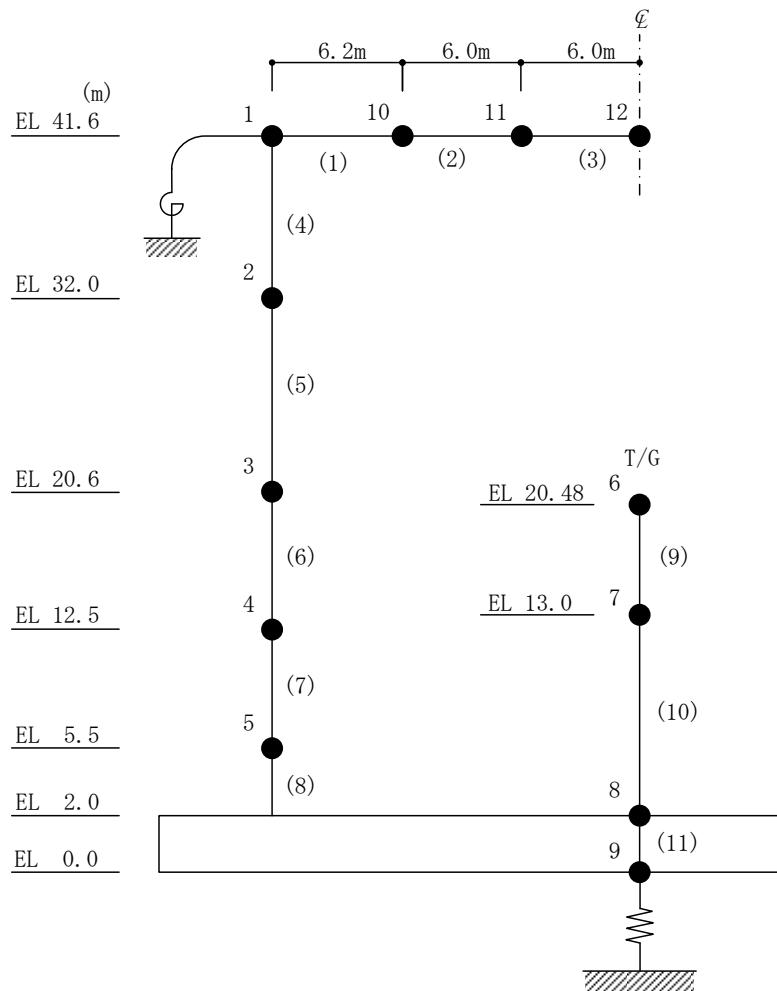 ℄
6.2m 6.0m 6.0m
(m)
1 10 11 12
EL 41.6
(1) (2) (3)
(4)
2
EL 32.0
(5)
T/G
3 6
EL 20.6 EL 20.48
(6) (9)
4 7
EL 12.5 EL 13.0
(7)
(10)
5
EL 5.5
(8) 8
EL 2.0
(11)
9
EL 0.0